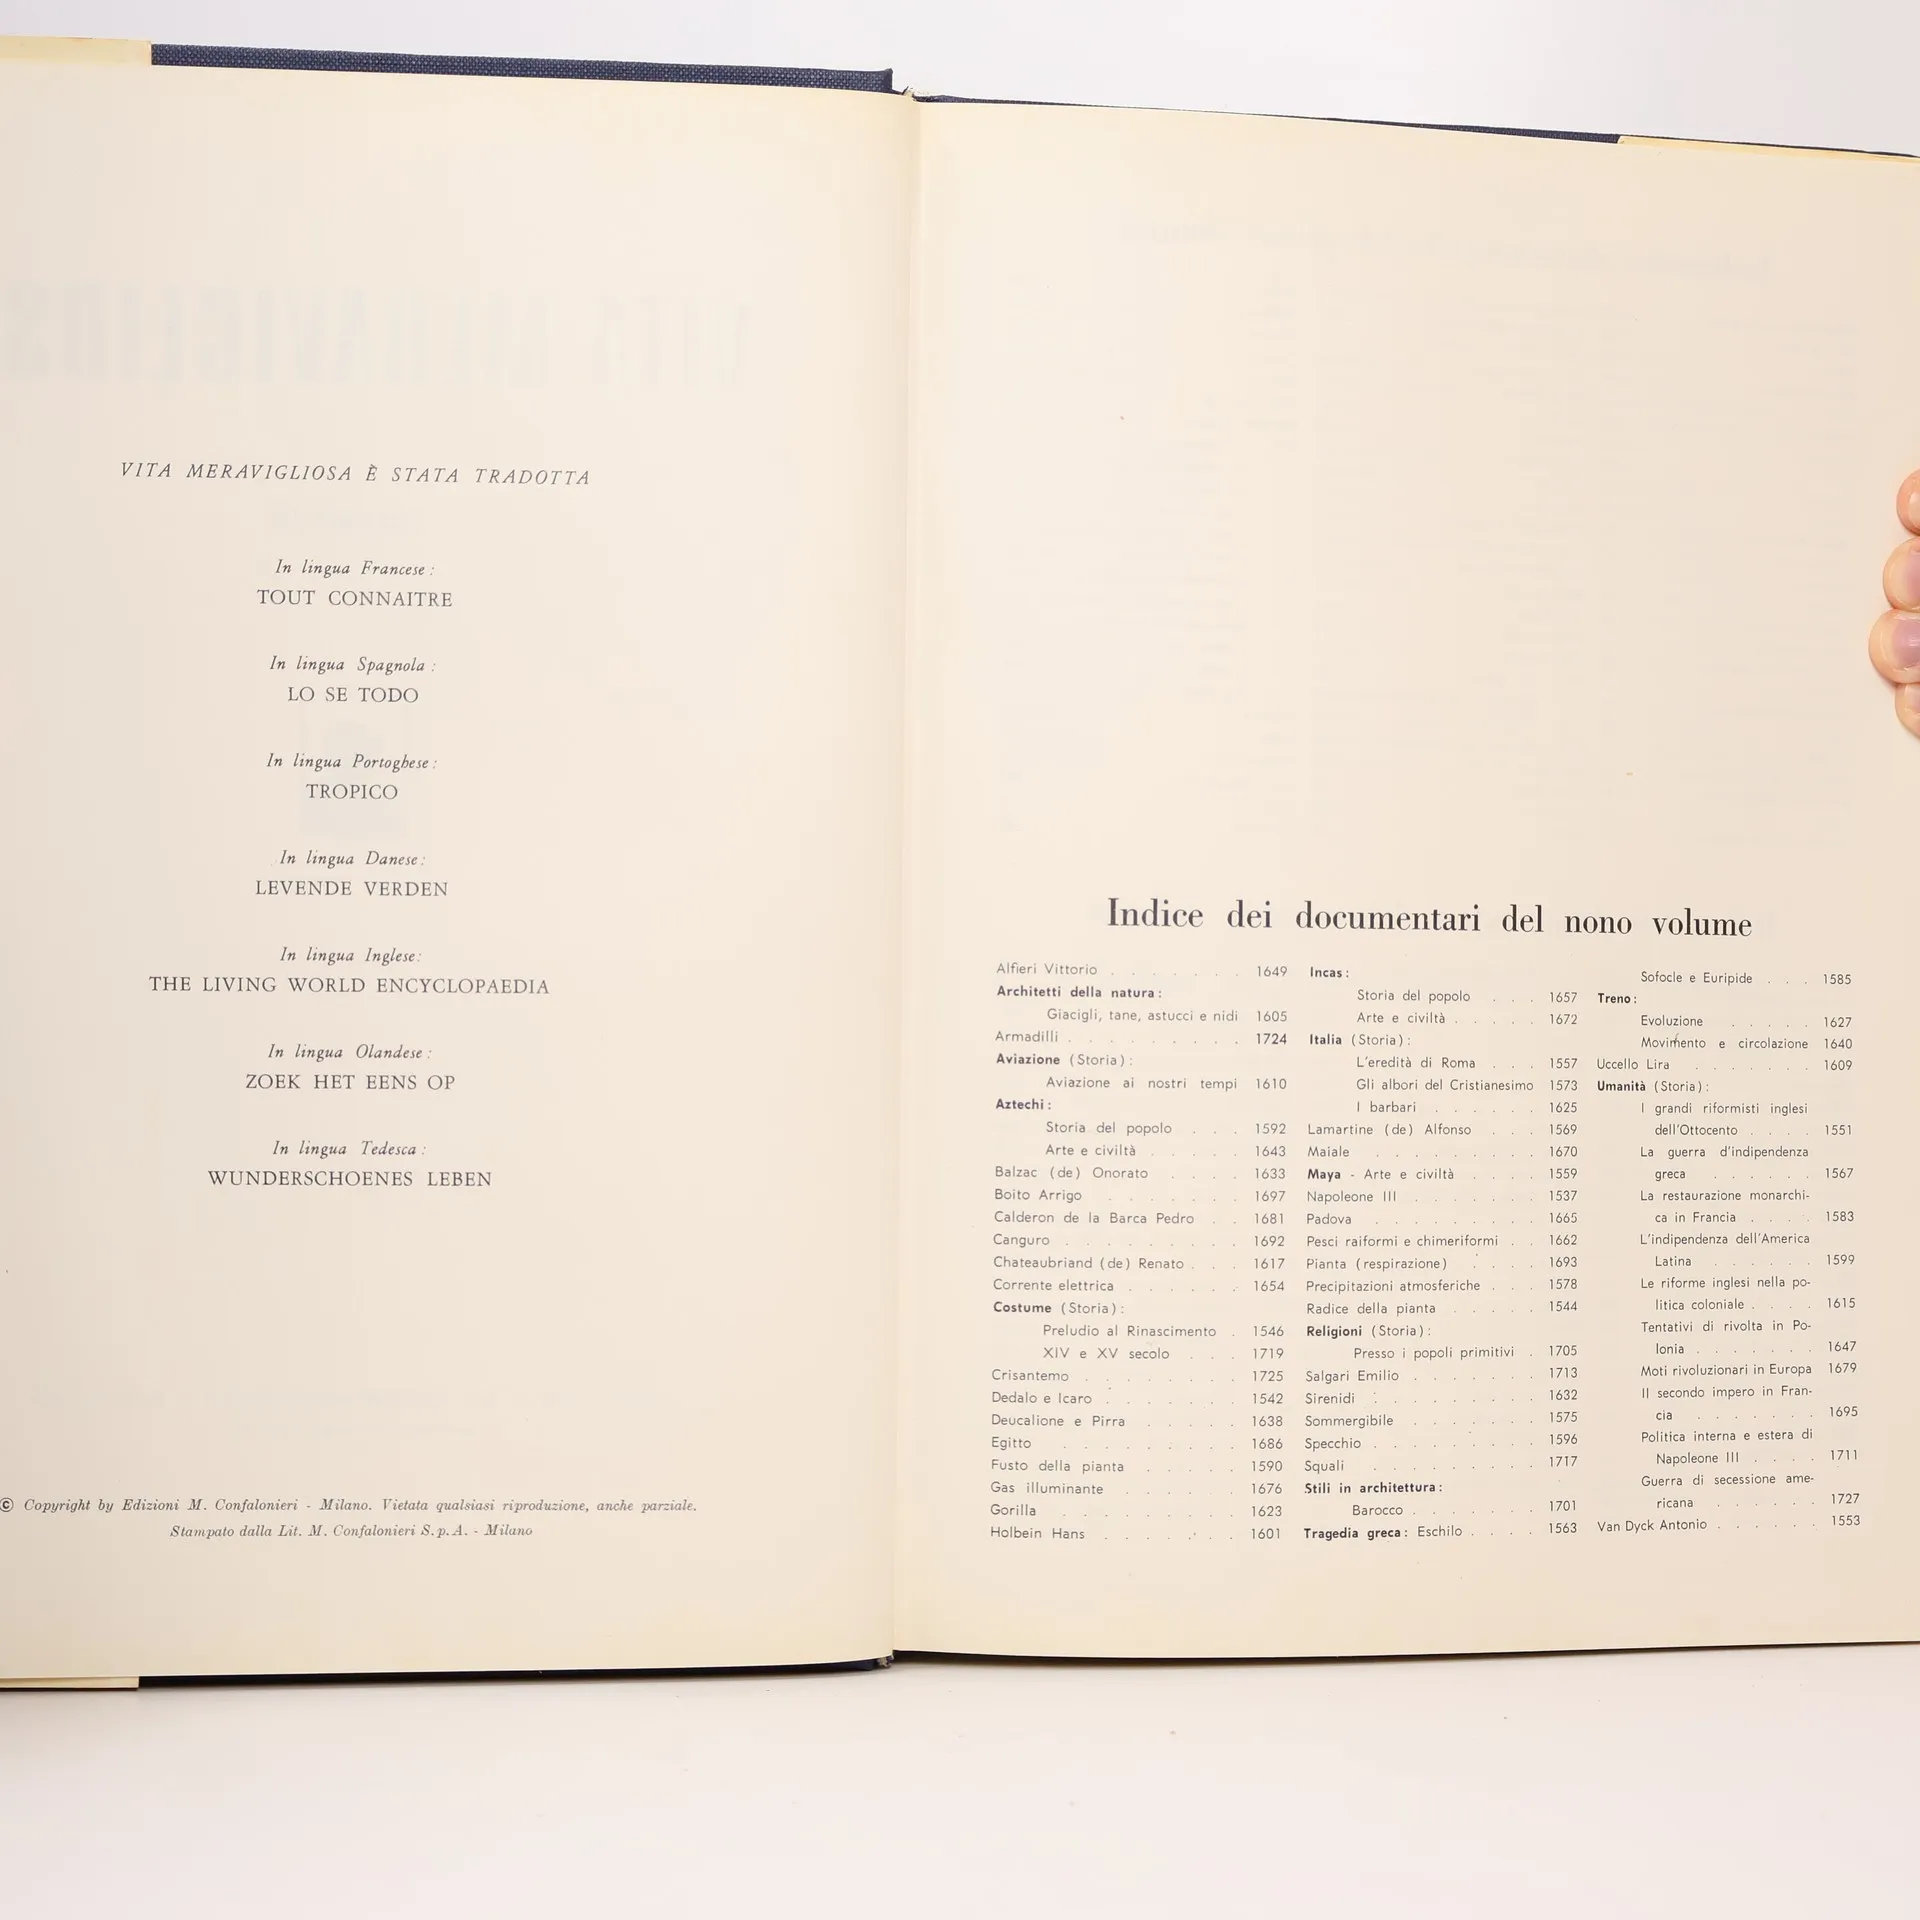 VITA MERAVIGLIOSA È STATA TRADOTTA
In lingua Francese:
TOUT CONNAITRE
In lingua Spagnola:
LO SE TODO
In lingua Portoghese:
TROPICO
In lingua Danese:
LEVENDE VERDEN
In lingua Inglese:
THE LIVING WORLD ENCYCLOPAEDIA
In lingua Olandese:
ZOEK HET EENS OP
In lingua Tedesca:
WUNDERSCHOENES LEBEN
© Copyright by Edizioni M. Confalonieri - Milano. Vietata qualsiasi riproduzione, anche parziale.
Stampato dalla Lit. M. Confalonieri S.p.A. - Milano
Indice dei documentari del nono volume
Alfieri Vittorio . . . . . . . 1649
Architetti della natura:
Giacigli, tane, astucci e nidi 1605
Armadilli . . . . . . . . . 1724
Aviazione (Storia):
Aviazione ai nostri tempi 1610
Aztechi:
Storia del popolo . . . 1592
Arte e civiltà . . . . . 1643
Balzac (de) Onorato . . . . 1633
Boito Arrigo . . . . . . . 1697
Calderon de la Barca Pedro . . 1681
Canguro . . . . . . . . . 1692
Chateaubriand (de) Renato . . . 1617
Corrente elettrica . . . . . . 1654
Costume (Storia):
Preludio al Rinascimento . 1546
XIV e XV secolo . . . 1719
Crisantemo . . . . . . . . 1725
Dedalo e Icaro . . . . . . . 1542
Deucalione e Pirra . . . . . 1638
Egitto . . . . . . . . . 1686
Fusto della pianta . . . . . 1590
Gas illuminante . . . . . . 1676
Gorilla . . . . . . . . . 1623
Holbein Hans . . . . . . . 1601
Incas:
Storia del popolo . . . 1657
Arte e civiltà . . . . . 1672
Italia (Storia):
L'eredità di Roma . . . 1557
Gli albori del Cristianesimo 1573
I barbari . . . . . . 1625
Lamartine (de) Alfonso . . . 1569
Maiale . . . . . . . . . 1670
Maya - Arte e civiltà . . . . 1559
Napoleone III . . . . . . . 1537
Padova . . . . . . . . . 1665
Pesci raiformi e chimeriformi . . 1662
Pianta (respirazione) . . . . 1693
Precipitazioni atmosferiche . . . 1578
Radice della pianta . . . . . 1544
Religioni (Storia):
Presso i popoli primitivi . 1705
Salgari Emilio . . . . . . . 1713
Sirenidi . . . . . . . . . 1632
Sommergibile . . . . . . . 1575
Specchio . . . . . . . . . 1596
Squali . . . . . . . . . 1717
Stili in architettura:
Barocco . . . . . . . 1701
Tragedia greca: Eschilo . . . . 1563
Sofocle e Euripide . . . 1585
Treno:
Evoluzione . . . . . 1627
Movimento e circolazione 1640
Uccello Lira . . . . . . . 1609
Umanità (Storia):
I grandi riformisti inglesi
dell'Ottocento . . . . 1551
La guerra d'indipendenza
greca . . . . . . 1567
La restaurazione monarchi-
ca in Francia . . . . 1583
L'indipendenza dell'America
Latina . . . . . . 1599
Le riforme inglesi nella po-
litica coloniale . . . . 1615
Tentativi di rivolta in Po-
lonia . . . . . . . 1647
Moti rivoluzionari in Europa 1679
Il secondo impero in Fran-
cia . . . . . . . 1695
Politica interna e estera di
Napoleone III . . . . 1711
Guerra di secessione ame-
ricana . . . . . . 1727
Van Dyck Antonio . . . . . . 1553